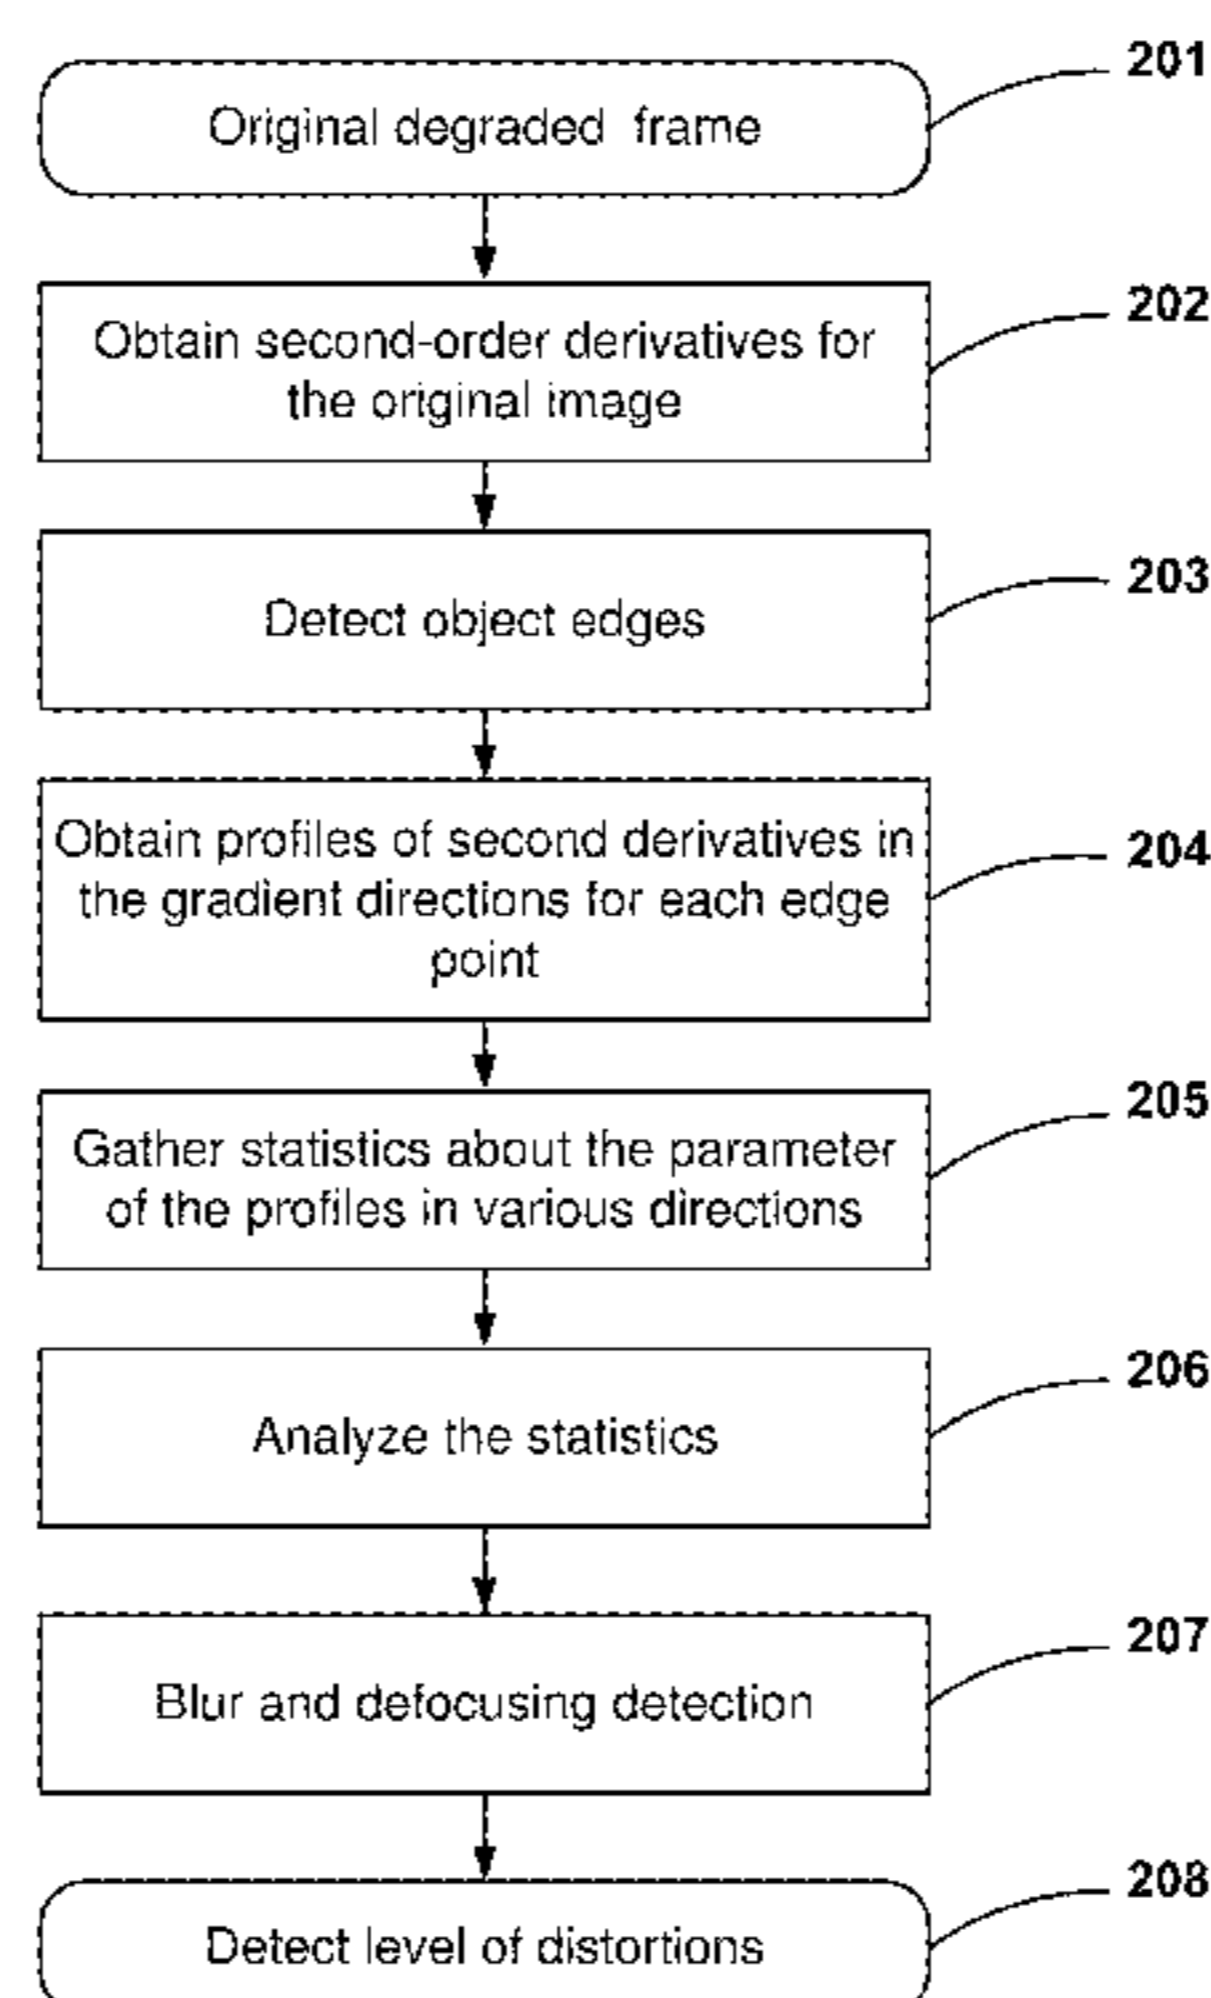 201
Original degraded frame
202
Obtain second-order derivatives for
the original image
203
Detect object edges
204
Obtain profiles of second derivatives in
the gradient directions for each edge
point
205
Gather statistics about the parameter
of the profiles in various directions
206
Analyze the statistics
207
Blur and defocusing detection
208
Detect level of distortions